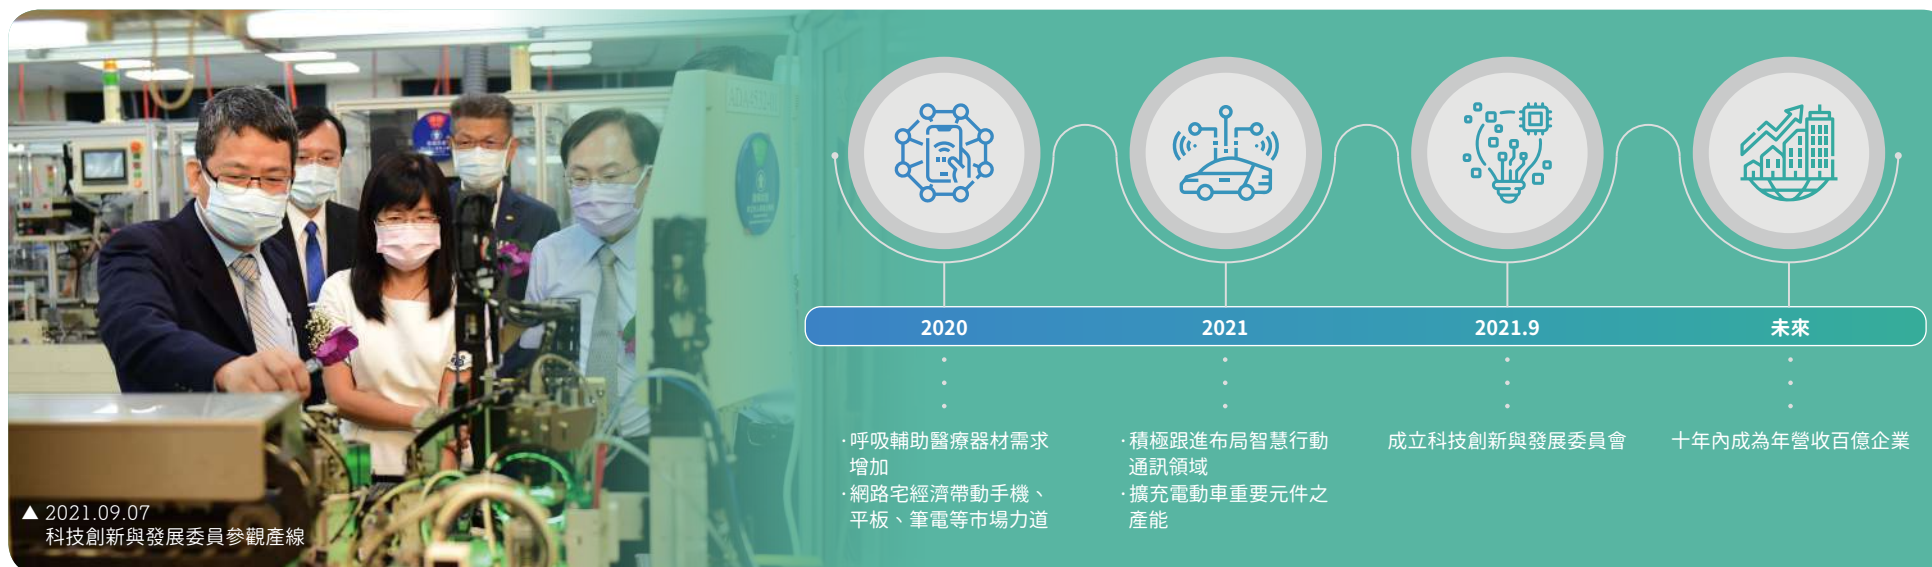 2020
2021
2021.9
未來
·呼吸輔助醫療器材需求
增加
·網路宅經濟帶動手機、
平板、筆電等市場力道
·積極跟進布局智慧行動
通訊領域
·擴充電動車重要元件之
產能
成立科技創新與發展委員會
十年內成為年營收百億企業
▲ 2021.09.07
科技創新與發展委員參觀產線